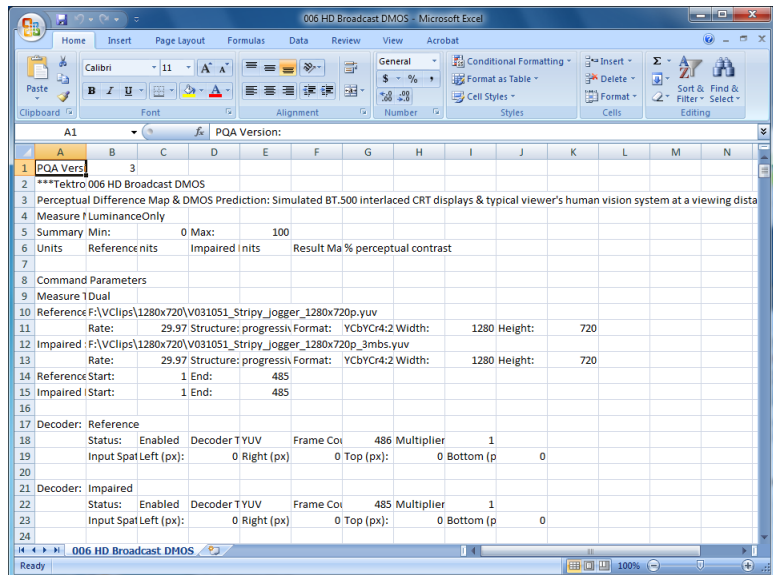 006 HD Broadcast DMOS - Microsoft Excel
Home Insert Page Layout Formulas Data Review View Acrobat
Calibri 11 General Conditional Formatting Insert Σ
Paste B I U $ % , Format as Table Delete Sort & Find &
Cell Styles Format Filter Select
Clipboard Font Alignment Number Styles Cells Editing
A1 fx PQA Version:
A B C D E F G H I J K L M N
1 PQA Versi 3
2 ***Tektro 006 HD Broadcast DMOS
3 Perceptual Difference Map & DMOS Prediction: Simulated BT.500 interlaced CRT displays & typical viewer's human vision system at a viewing dista
4 Measure M LuminanceOnly
5 Summary Min: 0 Max: 100
6 Units Reference nits Impaired nits Result Ma % perceptual contrast
7
8 Command Parameters
9 Measure T Dual
10 Reference F:\VClips\1280x720\V031051_Stripy_jogger_1280x720p.yuv
11 Rate: 29.97 Structure: progressiv Format: YCbYCr4:2 Width: 1280 Height: 720
12 Impaired : F:\VClips\1280x720\V031051_Stripy_jogger_1280x720p_3mbs.yuv
13 Rate: 29.97 Structure: progressiv Format: YCbYCr4:2 Width: 1280 Height: 720
14 Reference Start: 1 End: 485
15 Impaired Start: 1 End: 485
16
17 Decoder: Reference
18 Status: Enabled Decoder T YUV Frame Cou 486 Multiplier 1
19 Input Spat Left (px): 0 Right (px) 0 Top (px): 0 Bottom (p 0
20
21 Decoder: Impaired
22 Status: Enabled Decoder T YUV Frame Cou 485 Multiplier 1
23 Input Spat Left (px): 0 Right (px) 0 Top (px): 0 Bottom (p 0
24
006 HD Broadcast DMOS
Ready 100%